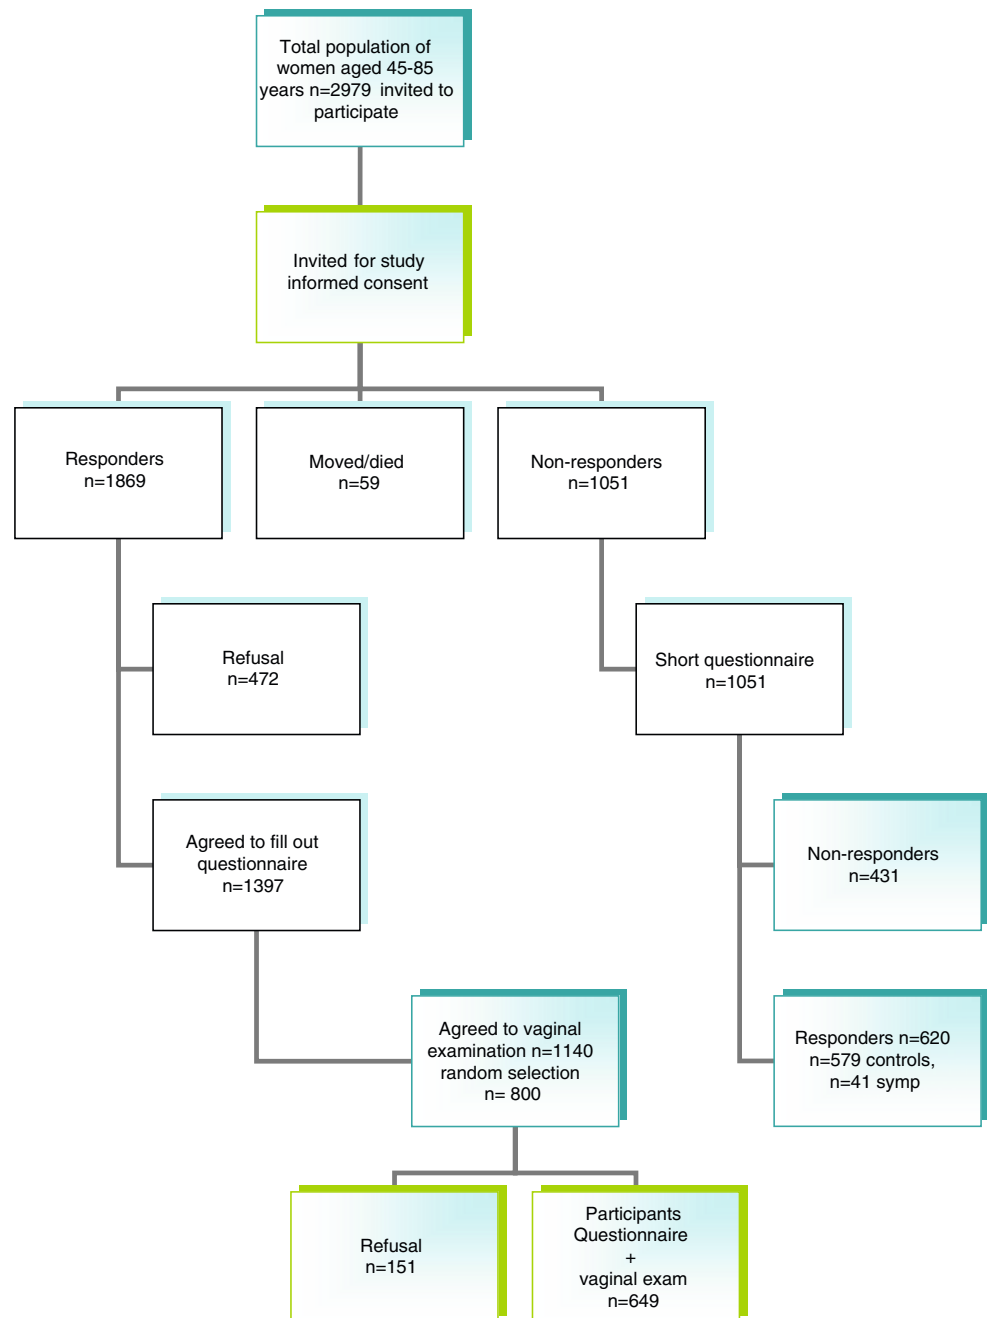 Total population of
women aged 45-85
years n=2979 invited to
participate
Invited for study
informed consent
Responders
n=1869
Moved/died
n=59
Non-responders
n=1051
Refusal
n=472
Short questionnaire
n=1051
Agreed to fill out
questionnaire
n=1397
Non-responders
n=431
Agreed to vaginal
examination n=1140
random selection
n= 800
Responders n=620
n=579 controls,
n=41 symp
Refusal
n=151
Participants
Questionnaire
+
vaginal exam
n=649